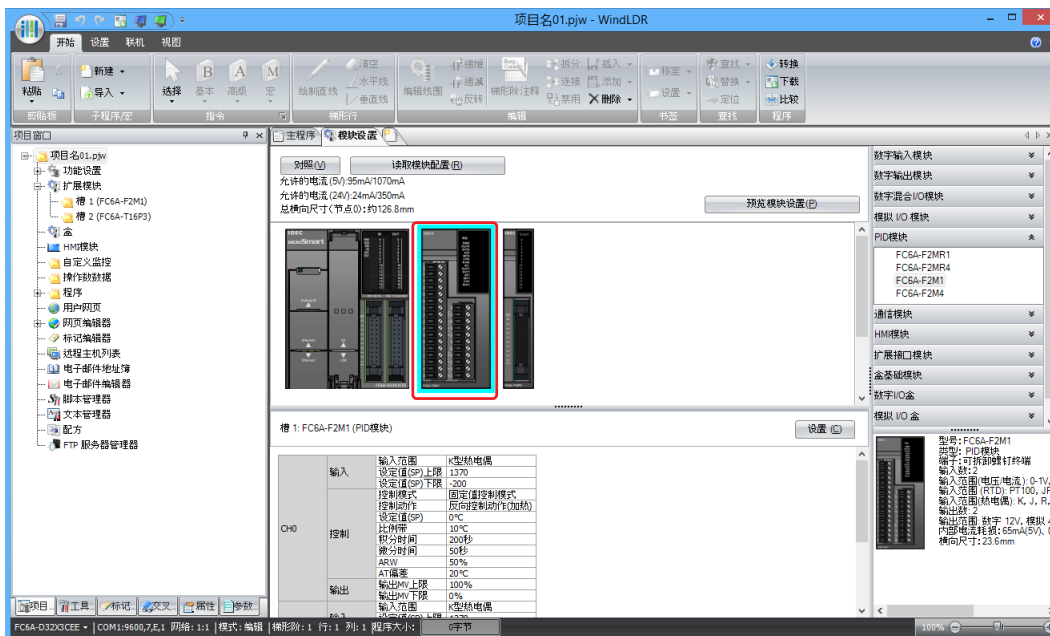 项目名01.pjw - WindLDR
开始 设置 联机 视图
粘贴 新建 导入 选择 基本 高级 宏 绘制直线 清空 水平线 垂直线 编辑线圈 递增 递减 反转 梯形阶注释 拆分 连接 禁用 插入 添加 删除 移至 设置 查找 替换 定位 转换 下载 比较
剪贴板 子程序/宏 指令 梯形行 编辑 书签 查找 程序
项目窗口
项目名01.pjw
功能设置
扩展模块
槽 1 (FC6A-F2M1)
槽 2 (FC6A-T16P3)
盒
HMI模块
自定义监控
操作数数据
程序
用户网页
网页编辑器
标记编辑器
远程主机列表
电子邮件地址簿
电子邮件编辑器
脚本管理器
文本管理器
配方
FTP 服务器管理器
项目... 工具... 标记... 交叉... 属性 参数...
主程序 模块设置
对照(V) 读取模块配置(R)
允许的电流(5V):95mA/1070mA
允许的电流(24V):24mA/350mA
总横向尺寸(节点0):约126.8mm
预览模块设置(P)
槽 1: FC6A-F2M1 (PID模块)
设置 (C)
CH0
输入 输入范围 K型热电偶
设定值(SP)上限 1370
设定值(SP)下限 -200
控制 控制模式 固定值控制模式
控制动作 反向控制动作(加热)
设定值(SP) 0℃
比例带 10℃
积分时间 200秒
微分时间 50秒
ARW 50%
AT偏差 20℃
输出 输出MV上限 100%
输出MV下限 0%
输入范围 K型热电偶
数字输入模块
数字输出模块
数字混合I/O模块
模拟 I/O 模块
PID模块
FC6A-F2MR1
FC6A-F2MR4
FC6A-F2M1
FC6A-F2M4
通信模块
HMI模块
扩展接口模块
盒基础模块
数字I/O盒
模拟 I/O 盒
型号: FC6A-F2M1
类型: PID模块
端子: 可拆卸螺钉终端
输入数: 2
输入范围(电压/电流): 0-1V,
输入范围 (RTD): PT100, JF
输入范围(热电偶): K, J, R,
输出数: 2
输出范围: 数字 12V, 模拟 4
内部电流耗损: 65mA(5V)、
横向尺寸: 23.6mm
FC6A-D32X3CEE COM1:9600,7,E,1 网络: 1:1 模式: 编辑 梯形阶: 1 行: 1 列: 1 程序大小: 0字节 100%